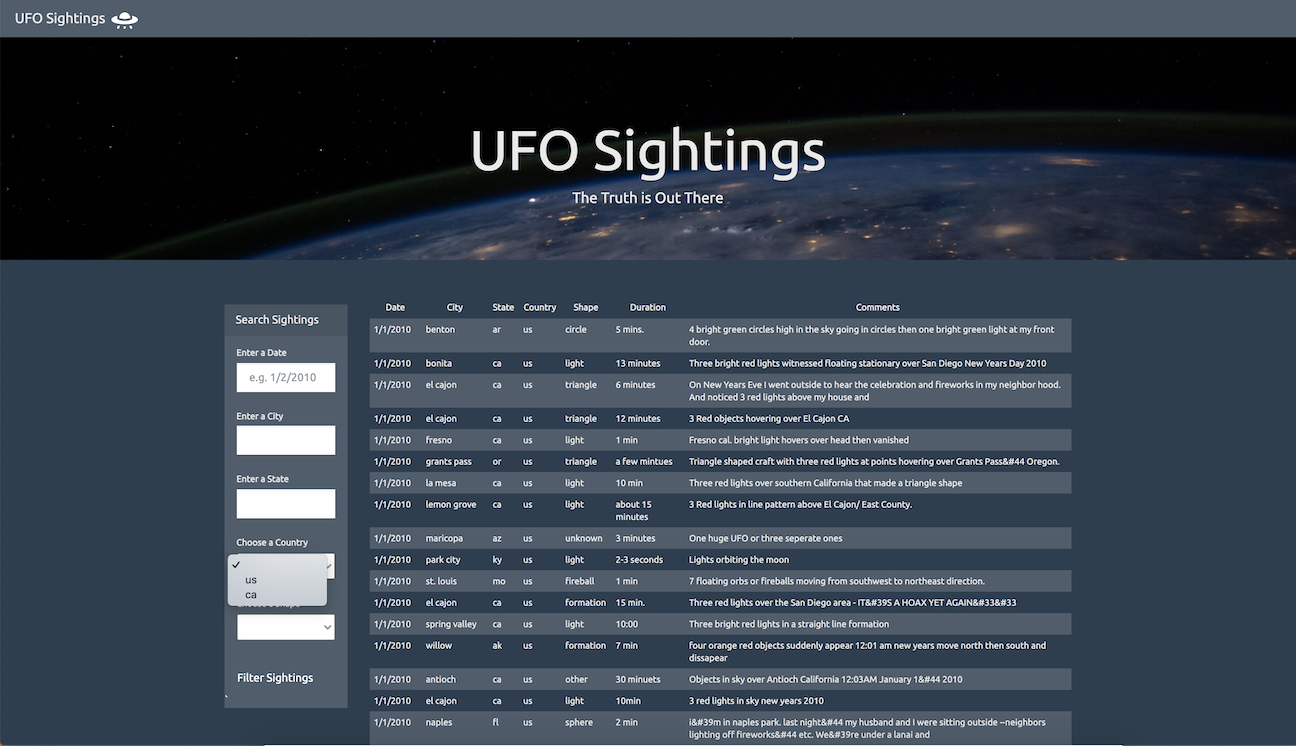 UFO Sightings
UFO Sightings
The Truth is Out There
Search Sightings
Enter a Date
e.g. 1/2/2010
Enter a City
Enter a State
Choose a Country
us
ca
Filter Sightings
Date City State Country Shape Duration Comments
1/1/2010 benton ar us circle 5 mins. 4 bright green circles high in the sky going in circles then one bright green light at my front
door.
1/1/2010 bonita ca us light 13 minutes Three bright red lights witnessed floating stationary over San Diego New Years Day 2010
1/1/2010 el cajon ca us triangle 6 minutes On New Years Eve I went outside to hear the celebration and fireworks in my neighbor hood.
And noticed 3 red lights above my house and
1/1/2010 el cajon ca us triangle 12 minutes 3 Red objects hovering over El Cajon CA
1/1/2010 fresno ca us light 1 min Fresno cal. bright light hovers over head then vanished
1/1/2010 grants pass or us triangle a few mintues Triangle shaped craft with three red lights at points hovering over Grants Pass&#44 Oregon.
1/1/2010 la mesa ca us light 10 min Three red lights over southern California that made a triangle shape
1/1/2010 lemon grove ca us light about 15 3 Red lights in line pattern above El Cajon/ East County.
minutes
1/1/2010 maricopa az us unknown 3 minutes One huge UFO or three seperate ones
1/1/2010 park city ky us light 2-3 seconds Lights orbiting the moon
1/1/2010 st. louis mo us fireball 1 min 7 floating orbs or fireballs moving from southwest to northeast direction.
1/1/2010 el cajon ca us formation 15 min. Three red lights over the San Diego area - IT&#39S A HOAX YET AGAIN&#33&#33
1/1/2010 spring valley ca us light 10:00 Three bright red lights in a straight line formation
1/1/2010 willow ak us formation 7 min four orange red objects suddenly appear 12:01 am new years move north then south and
dissapear
1/1/2010 antioch ca us other 30 minuets Objects in sky over Antioch California 12:03AM January 1&#44 2010
1/1/2010 el cajon ca us light 10min 3 red lights in sky new years 2010
1/1/2010 naples fl us sphere 2 min i&#39m in naples park. last night&#44 my husband and I were sitting outside –neighbors
lighting off fireworks&#44 etc. We&#39re under a lanai and